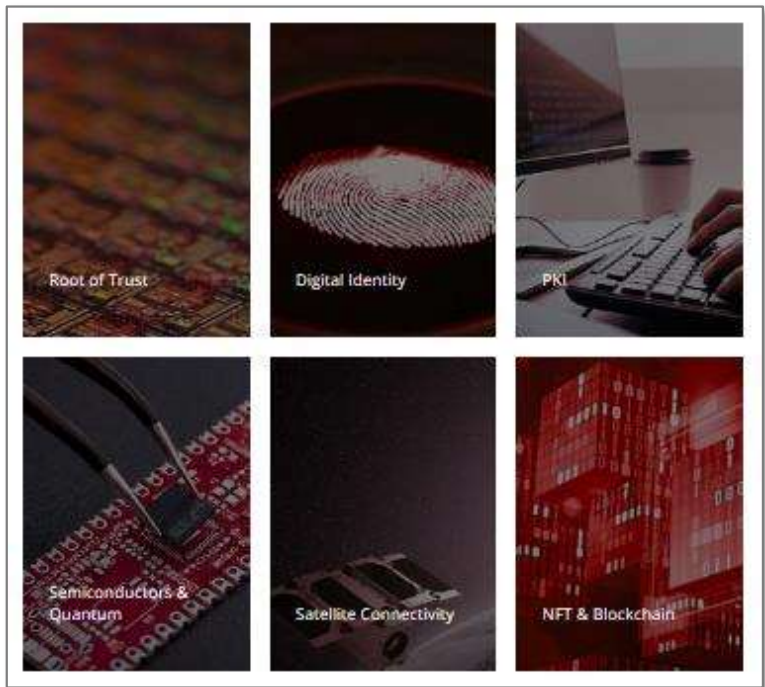 Root of Trust
Digital Identity
PKI
Semiconductors &
Quantum
Satellite Connectivity
NFT & Blockchain